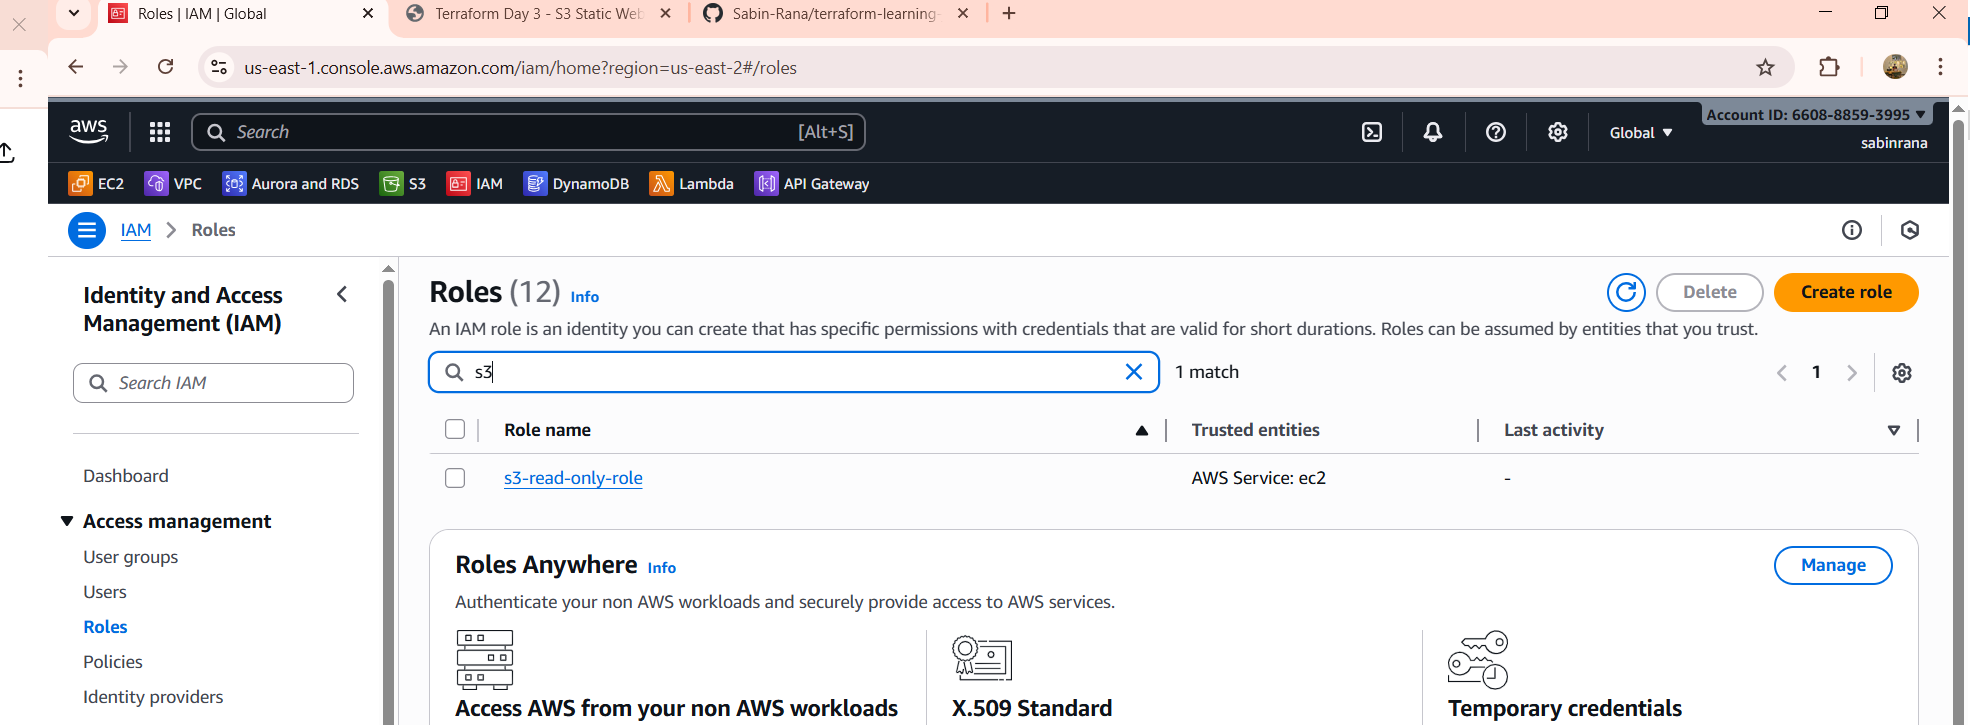 Roles | IAM | Global
Terraform Day 3 - S3 Static Web
Sabin-Rana/terraform-learning-
us-east-1.console.aws.amazon.com/iam/home?region=us-east-2#/roles
aws
Search
[Alt+S]
Global
Account ID: 6608-8859-3995
sabinrana
EC2
VPC
Aurora and RDS
S3
IAM
DynamoDB
Lambda
API Gateway
IAM > Roles
Identity and Access
Management (IAM)
Search IAM
Dashboard
Access management
User groups
Users
Roles
Policies
Identity providers
Roles (12) Info
Delete
Create role
An IAM role is an identity you can create that has specific permissions with credentials that are valid for short durations. Roles can be assumed by entities that you trust.
s3
1 match
1
Role name
Trusted entities
Last activity
s3-read-only-role
AWS Service: ec2
-
Roles Anywhere Info
Manage
Authenticate your non AWS workloads and securely provide access to AWS services.
Access AWS from your non AWS workloads
X.509 Standard
Temporary credentials